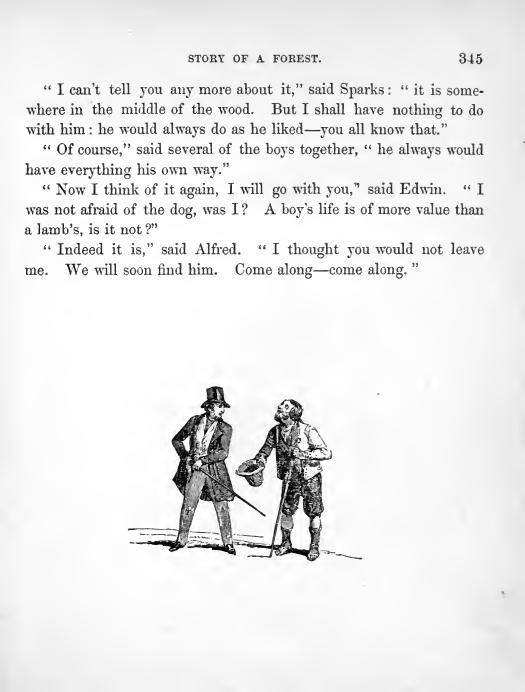 STORY OF A FOREST. 345
“ I can’t tell you any more about it,” said Sparks: “ it is some-
where in the middle of the wood. But I shall have nothing to do
with him : he would always do as he liked—you all know that.”
“ Of course,” said several of the boys together, “ he always would
have everything his own way.”
“ Now I think of it again, I will go with you,” said Edwin. “ I
was not afraid of the dog, was I ? A boy’s life is of more value than
a lamb’s, is it not ?”
“ Indeed it is,” said Alfred. “ I thought you would not leave
me. We will soon find him. Come along—come along. ”